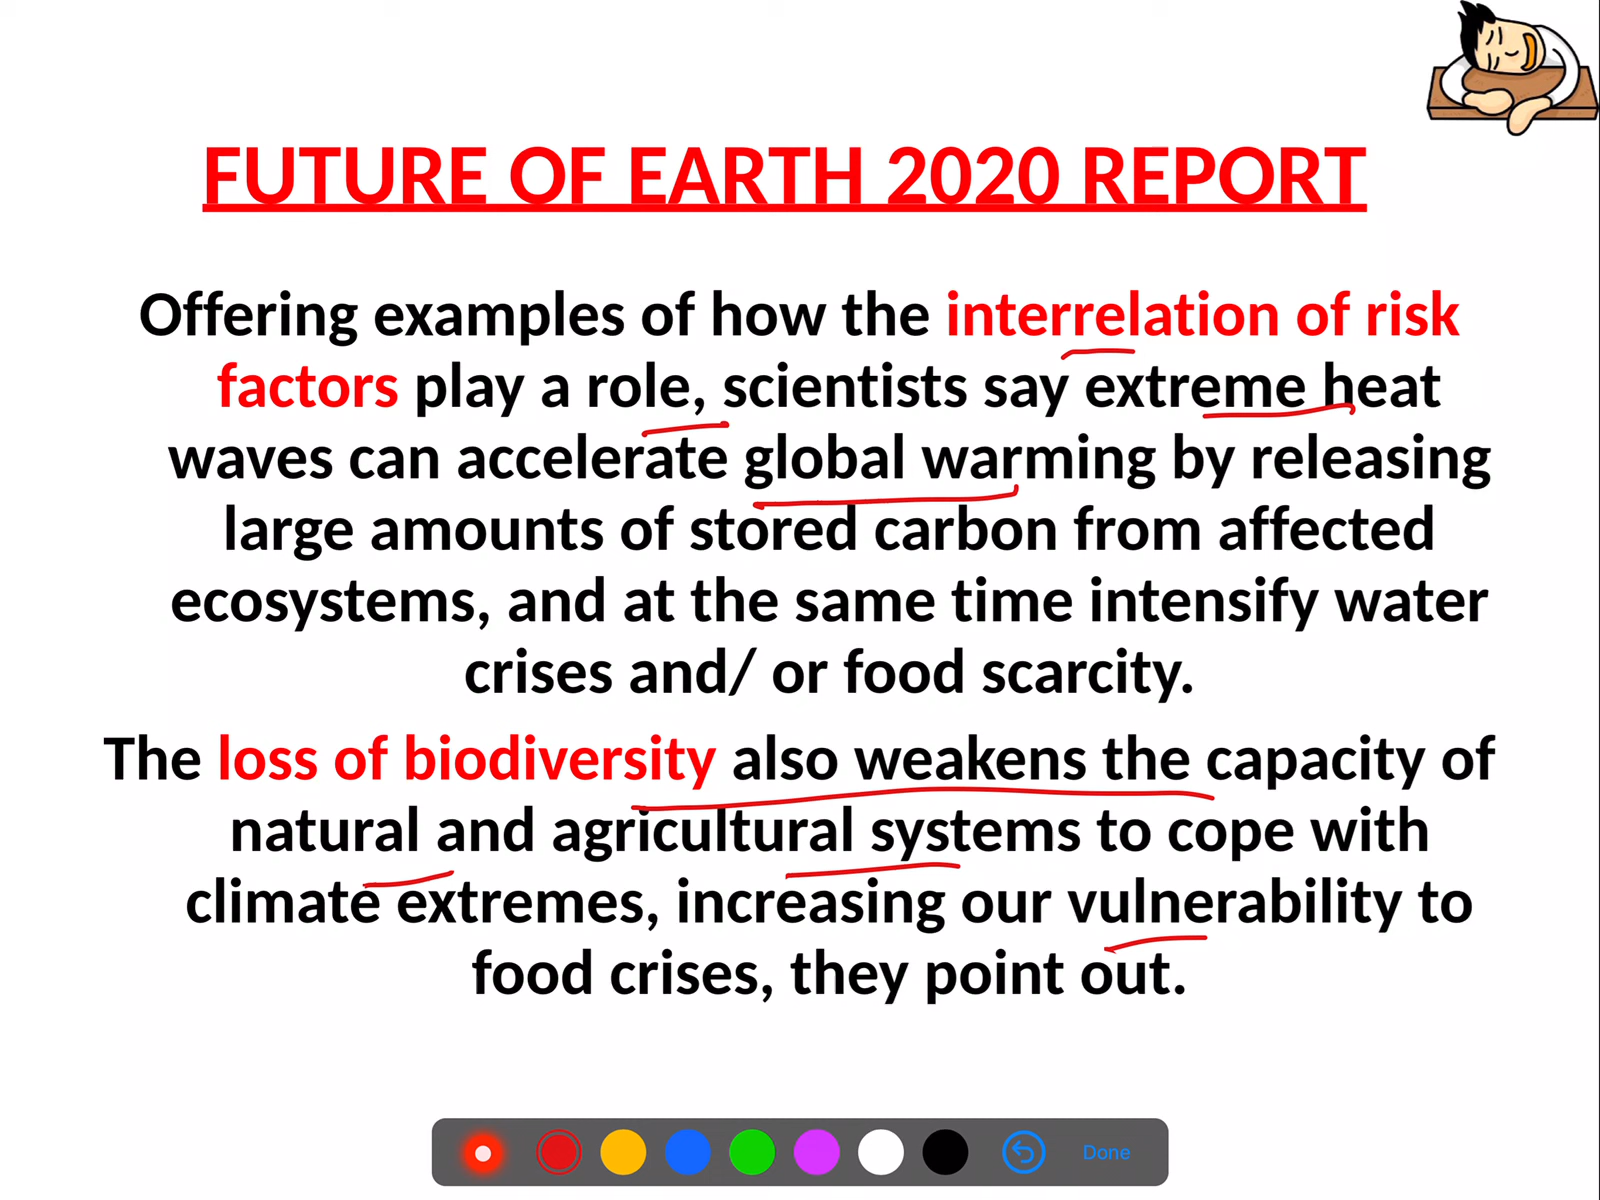 FUTURE OF EARTH 2020 REPORT
Offering examples of how the interrelation of risk
factors play a role, scientists say extreme heat
waves can accelerate global warming by releasing
large amounts of stored carbon from affected
ecosystems, and at the same time intensify water
crises and/ or food scarcity.
The loss of biodiversity also weakens the capacity of
natural and agricultural systems to cope with
climate extremes, increasing our vulnerability to
food crises, they point out.
Done